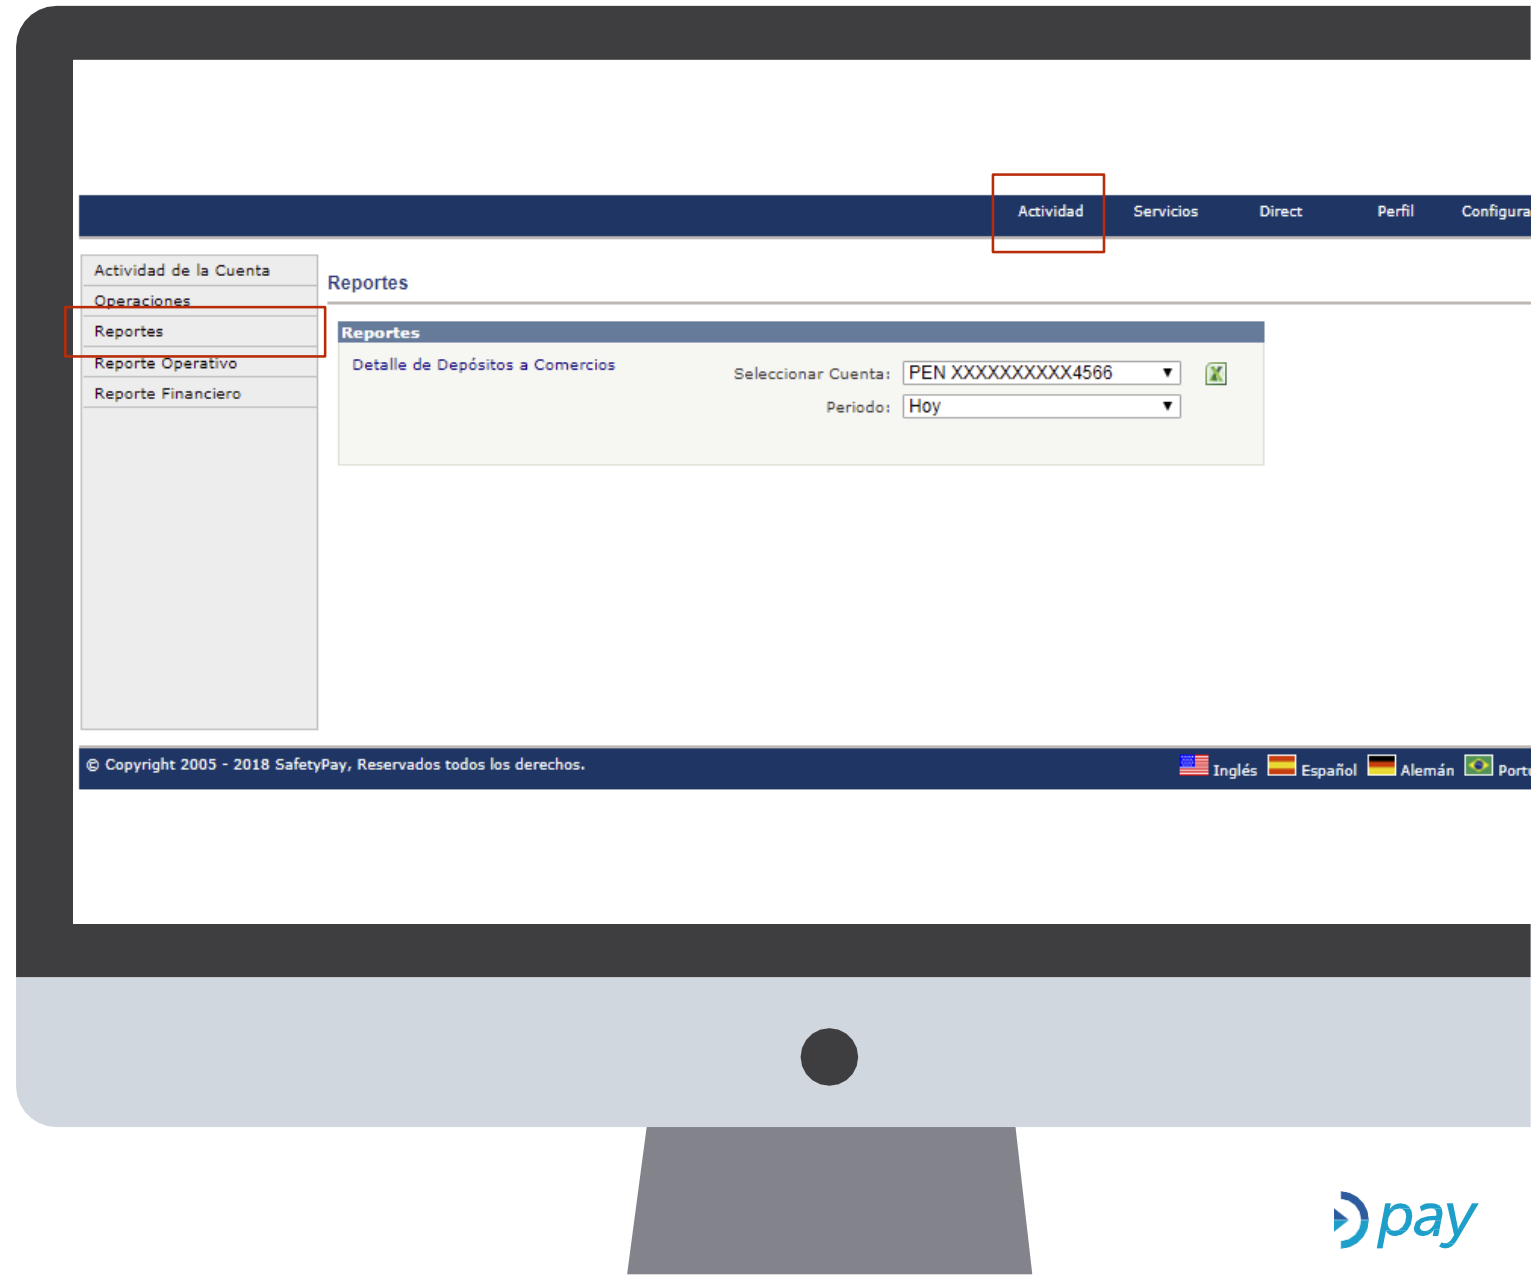 Actividad Servicios Direct Perfil Configura
Actividad de la Cuenta
Operaciones
Reportes
Reporte Operativo
Reporte Financiero
Reportes
Reportes
Detalle de Depósitos a Comercios
Seleccionar Cuenta: PEN XXXXXXXXXX4566
Periodo: Hoy
© Copyright 2005 - 2018 SafetyPay, Reservados todos los derechos.
Inglés Español Alemán Port
pay